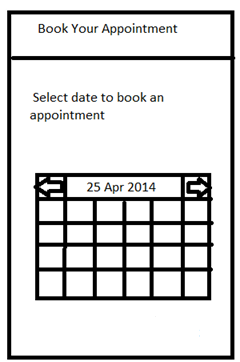 Book Your Appointment
Select date to book an
appointment
25 Apr 2014